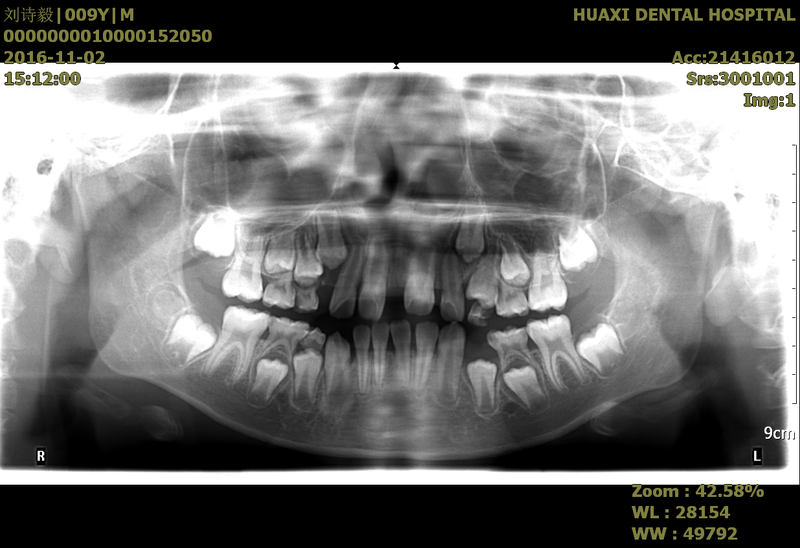 刘诗毅|009Y|M
0000000010000152050
2016-11-02
15:12:00
HUAXI DENTAL HOSPITAL
Acc:21416012
Srs:3001001
Img:1
9cm
R
L
Zoom : 42.58%
WL : 28154
WW : 49792